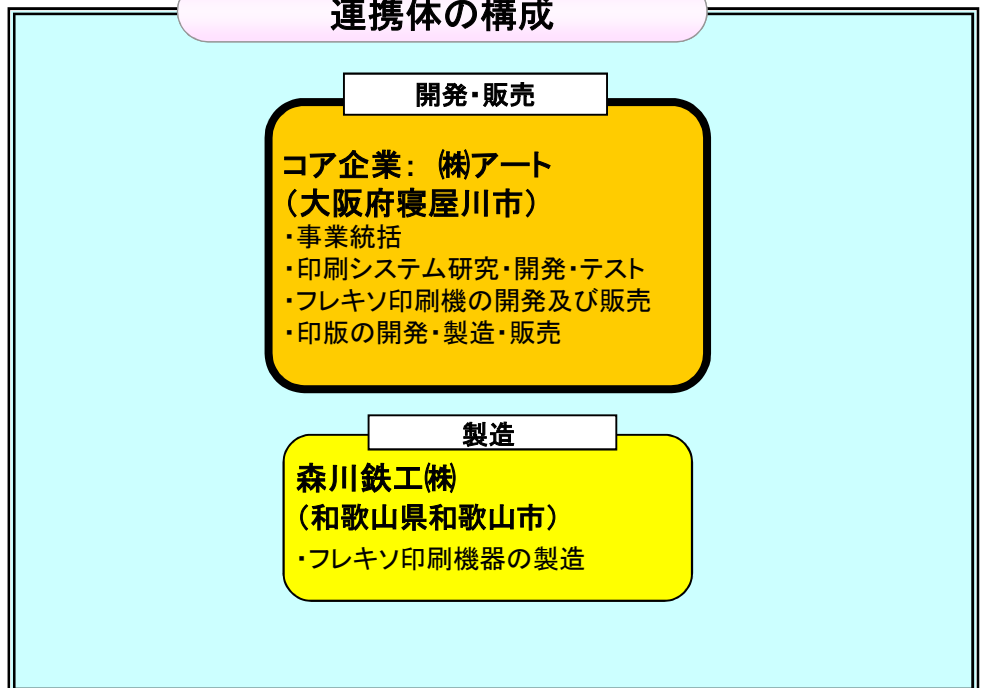 連携体の構成
開発・販売
コア企業： ㈱アート
（大阪府寝屋川市）
・事業統括
・印刷システム研究・開発・テスト
・フレキソ印刷機の開発及び販売
・印版の開発・製造・販売
製造
森川鉄工㈱
（和歌山県和歌山市）
・フレキソ印刷機器の製造